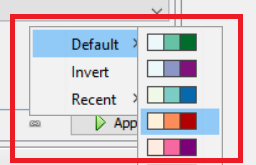 Default
Invert
Recent
App